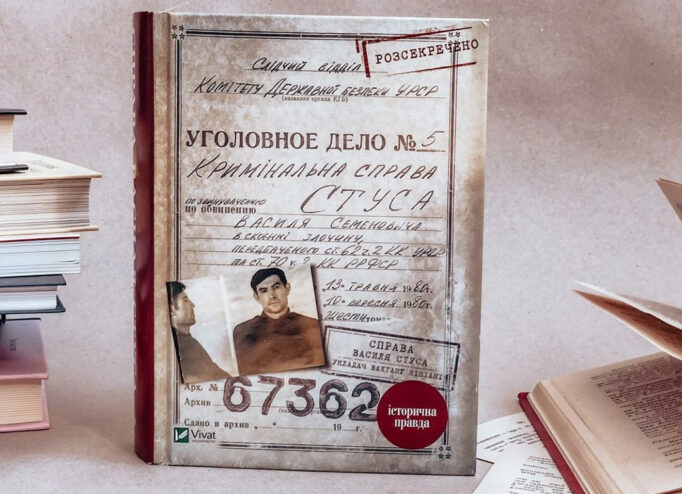 РОЗСЕКРЕЧЕНО
Слідчий відділ
Комітету Державної безпеки УРСР
(название органа КГБ)
УГОЛОВНОЕ ДЕЛО № 5
Кримінальна справа
по звинуваченню
по обвинению
СТУСА
Василя Семеновича
в скоєнні злочину,
передбаченого ст. 62 ч. 2 КК УРСР
та ст. 70 ч. 2 КК РРФСР
13 травня 1980 г.
10 вересня 1980 г.
шести томах
СПРАВА
ВАСИЛЯ СТУСА
УКЛАДАЧ ВАХТАНГ КІПІАНІ
Арх. № 67362
Архив
Сдано в архив „ “ 19 г.
історична
правда
Vivat